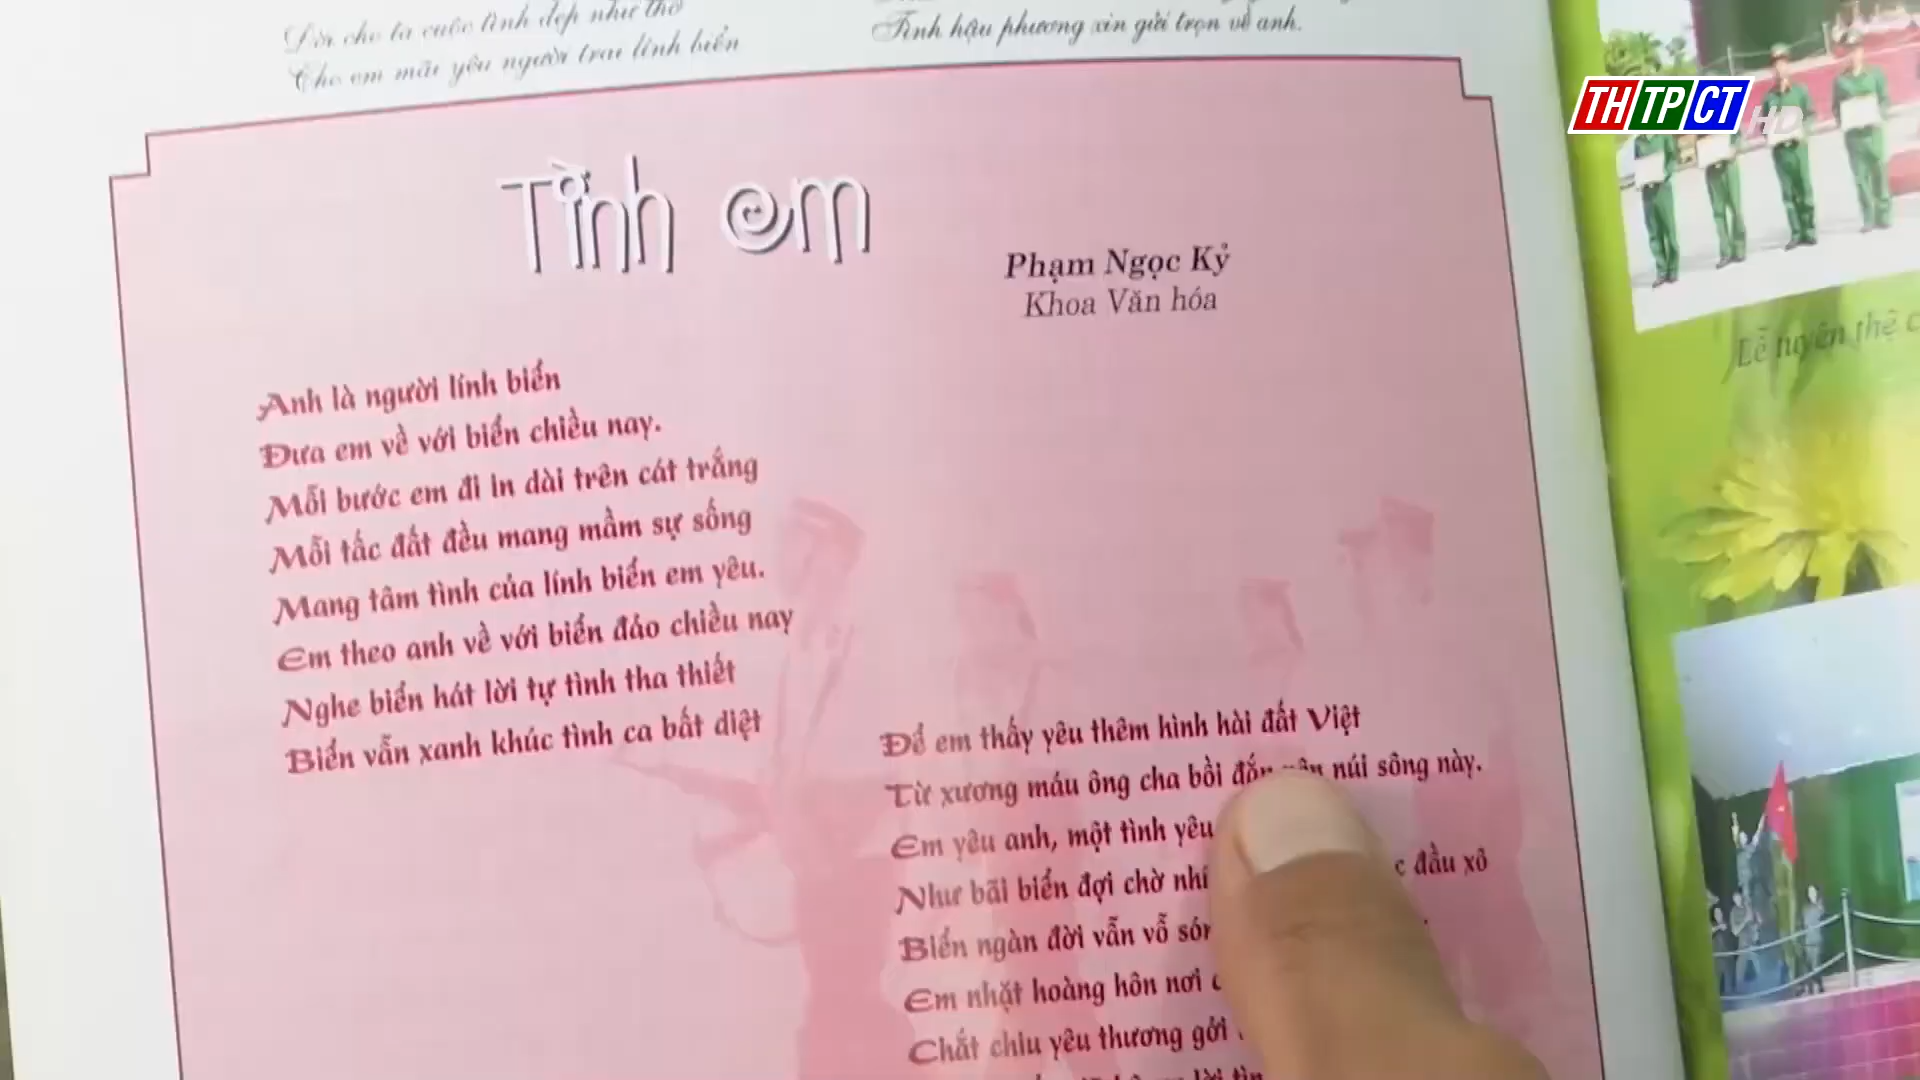 Đời cho ta cuộc tình đẹp như thơ
Cho em mãi yêu người trai lính biển
Tình hậu phương xin gửi trọn về anh.
THTPCT HD
Tình em
Phạm Ngọc Kỷ
Khoa Văn hóa
Anh là người lính biển
Đưa em về với biển chiều nay.
Mỗi bước em đi in dài trên cát trắng
Mỗi tấc đất đều mang mầm sự sống
Mang tâm tình của lính biển em yêu.
Em theo anh về với biển đảo chiều nay
Nghe biển hát lời tự tình tha thiết
Biển vẫn xanh khúc tình ca bất diệt
Để em thấy yêu thêm hình hài đất Việt
Từ xương máu ông cha bồi núi sông này.
Em yêu anh, một tình yêu
Như bãi biển đợi chờ đầu xô
Biển ngàn đời vẫn vỗ
Em nhặt hoàng hôn nơi
Chắt chiu yêu thương gởi
Lễ tuyên thệ